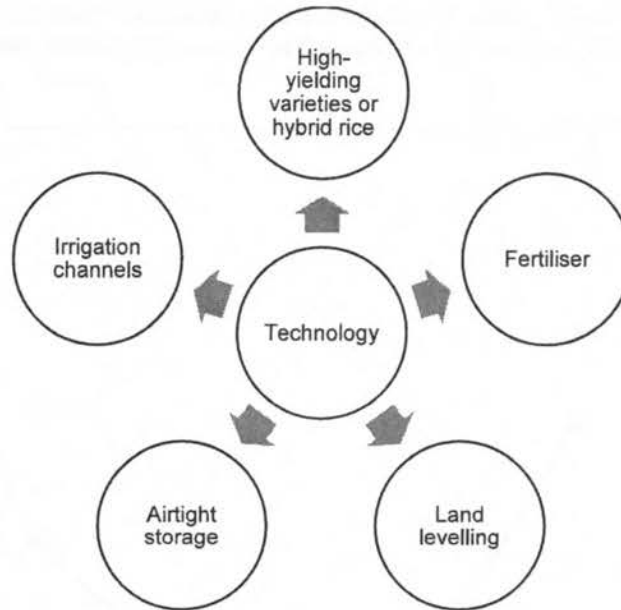 High-
yielding
varieties or
hybrid rice
Irrigation
channels
Fertiliser
Technology
Airtight
storage
Land
levelling